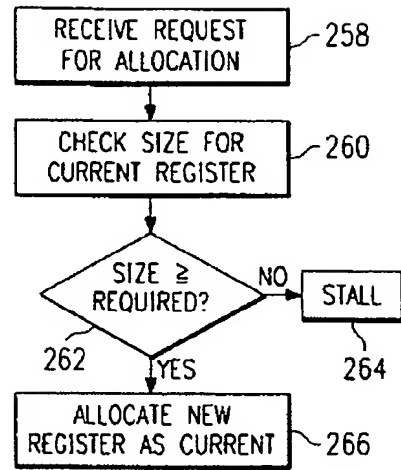 RECEIVE REQUEST
FOR ALLOCATION
258
CHECK SIZE FOR
CURRENT REGISTER
260
SIZE ≧
REQUIRED?
NO
STALL
262
264
YES
ALLOCATE NEW
REGISTER AS CURRENT
266